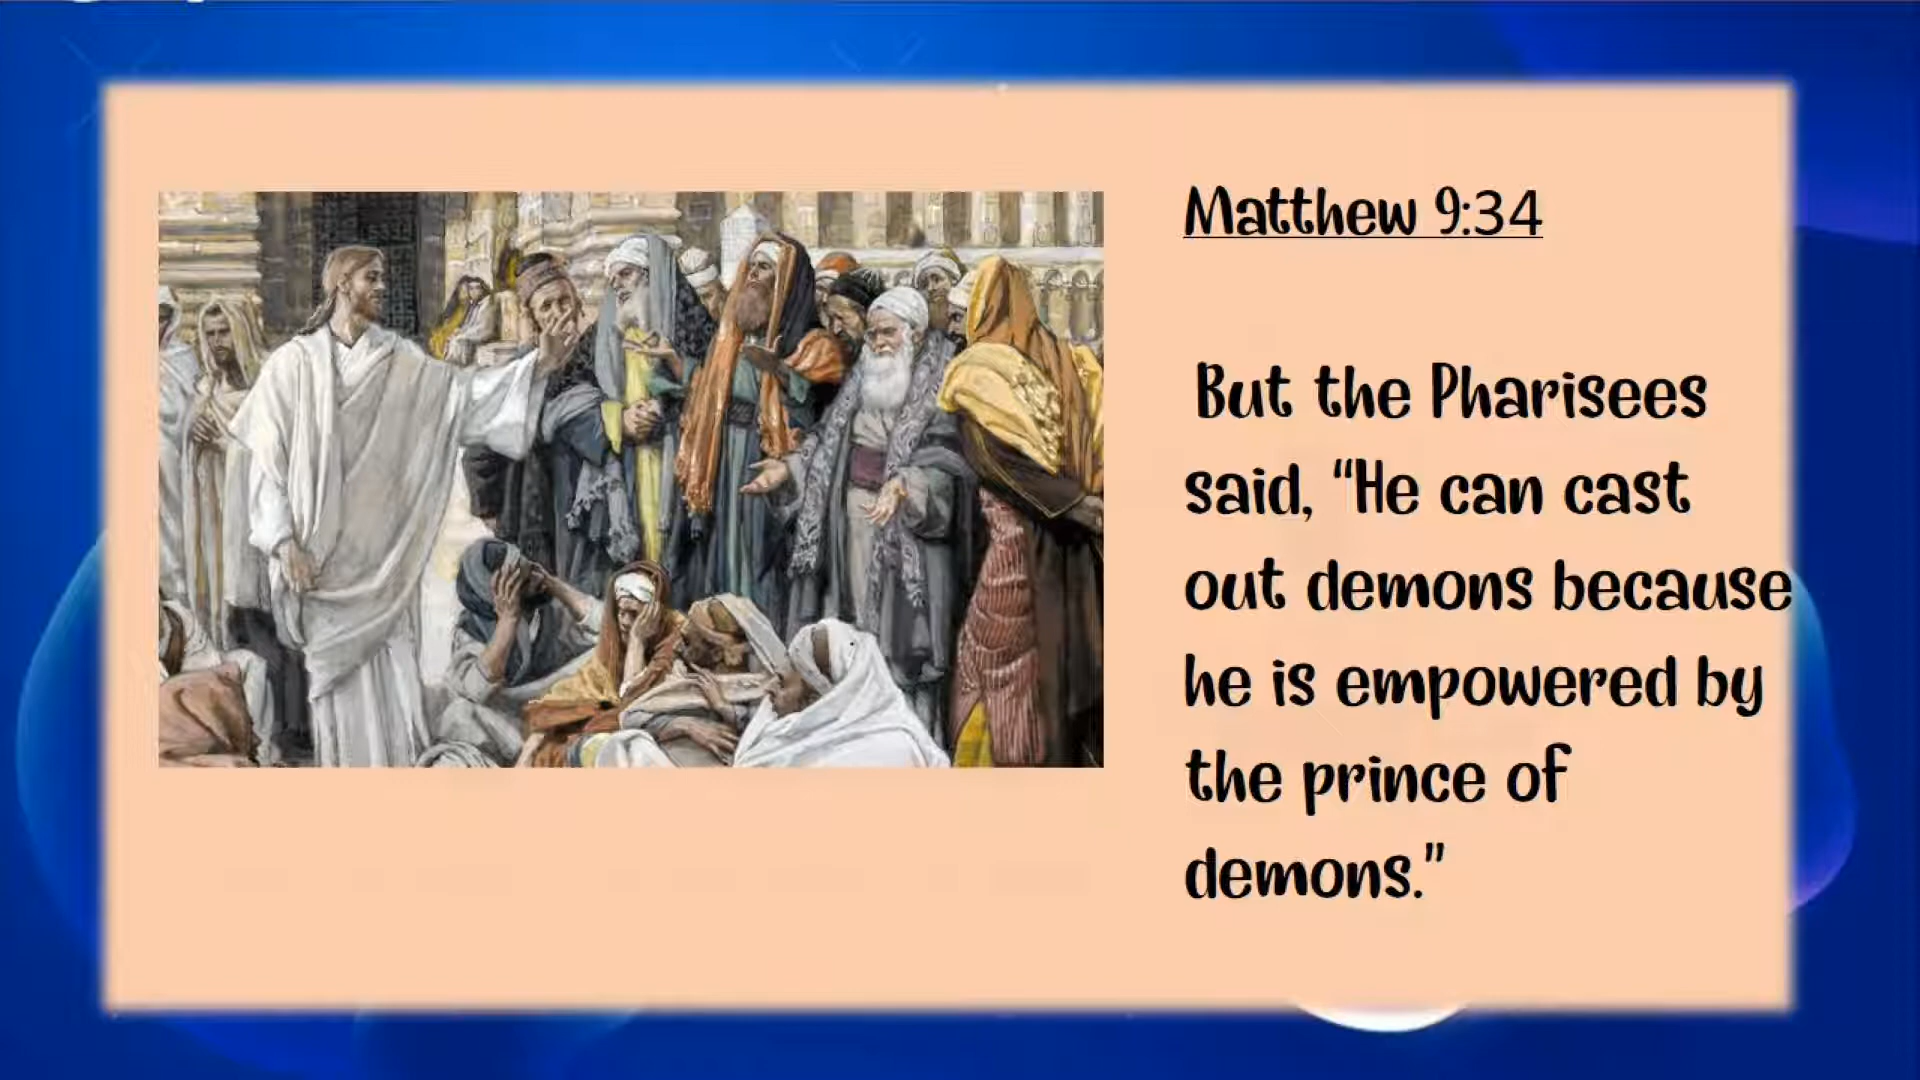 Matthew 9:34
But the Pharisees
said, “He can cast
out demons because
he is empowered by
the prince of
demons.”